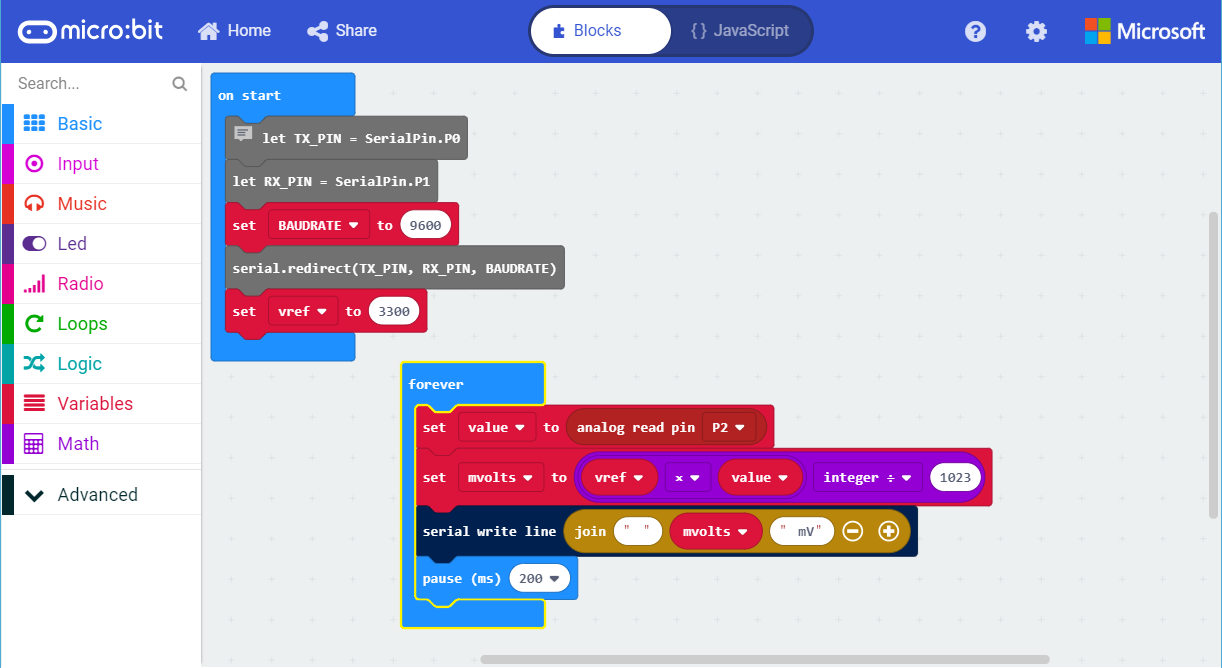 micro:bit Home Share Blocks {} JavaScript ? Microsoft
Search...
Basic
Input
Music
Led
Radio
Loops
Logic
Variables
Math
Advanced
on start
let TX_PIN = SerialPin.P0
let RX_PIN = SerialPin.P1
set BAUDRATE to 9600
serial.redirect(TX_PIN, RX_PIN, BAUDRATE)
set vref to 3300
forever
set value to analog read pin P2
set mvolts to vref × value integer ÷ 1023
serial write line join " " mvolts " mV"
pause (ms) 200